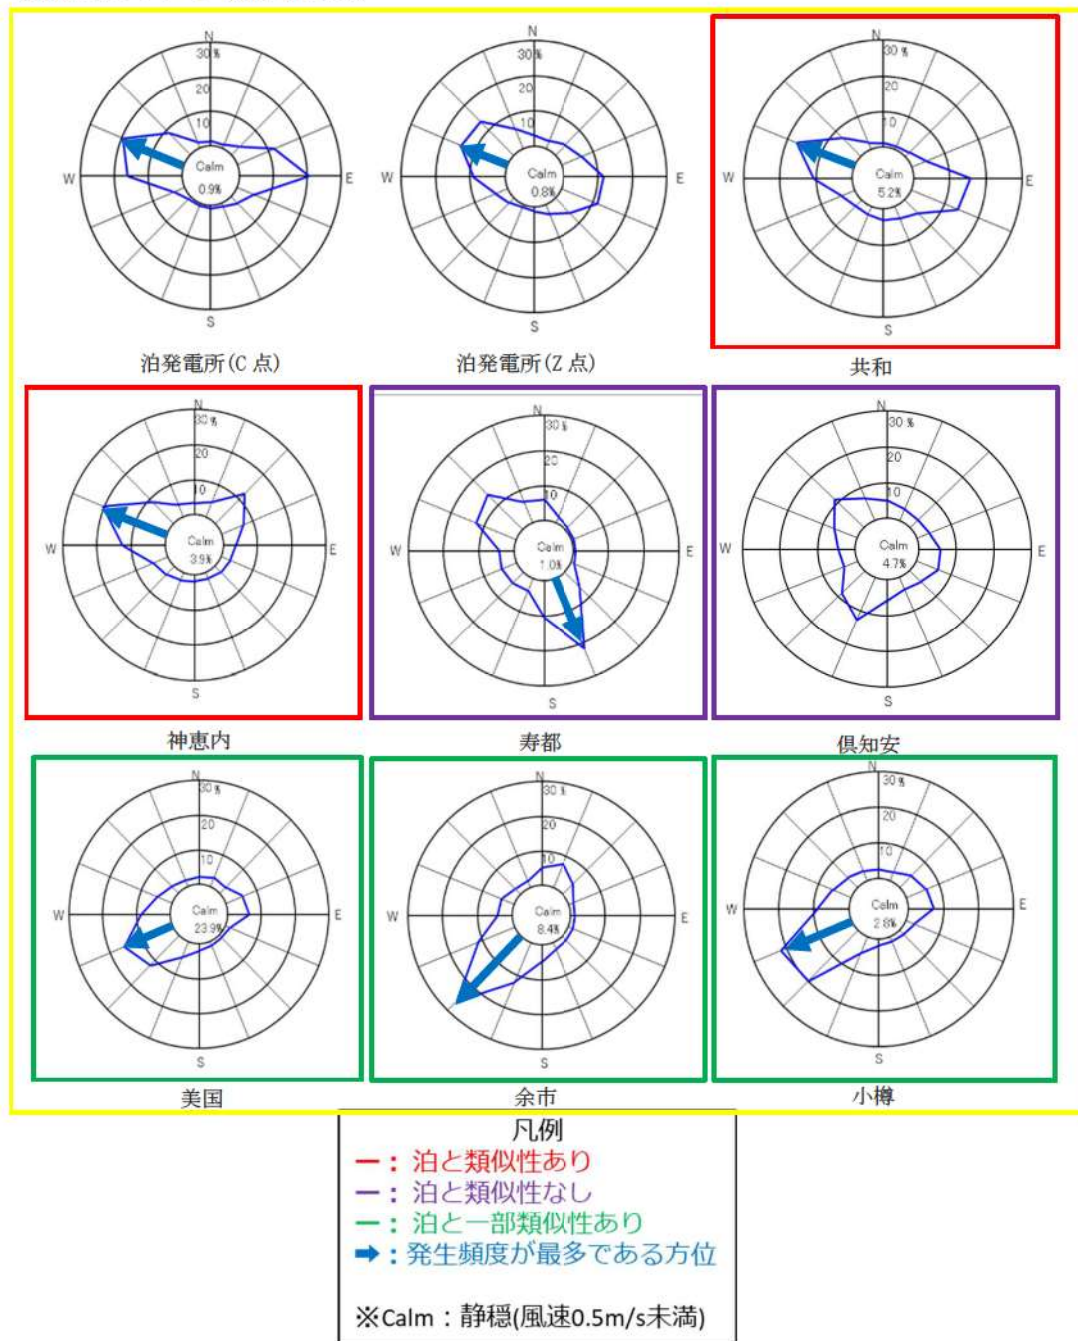 N
30%
20
10
W
E
Calm
0.9%
S
泊発電所(C 点)
N
30%
20
10
W
E
Calm
0.8%
S
泊発電所(Z 点)
N
30%
20
10
W
E
Calm
5.2%
S
共和
N
30%
20
10
W
E
Calm
3.9%
S
神恵内
N
30%
20
10
W
E
Calm
1.0%
S
寿都
N
30%
20
10
W
E
Calm
4.7%
S
倶知安
N
30%
20
10
W
E
Calm
23.9%
S
美国
N
30%
20
10
W
E
Calm
8.4%
S
余市
N
30%
20
10
W
E
Calm
2.8%
S
小樽
凡例
ー： 泊と類似性あり
ー： 泊と類似性なし
ー： 泊と一部類似性あり
➡：発生頻度が最多である方位
※Calm：静穏(風速0.5m/s未満)